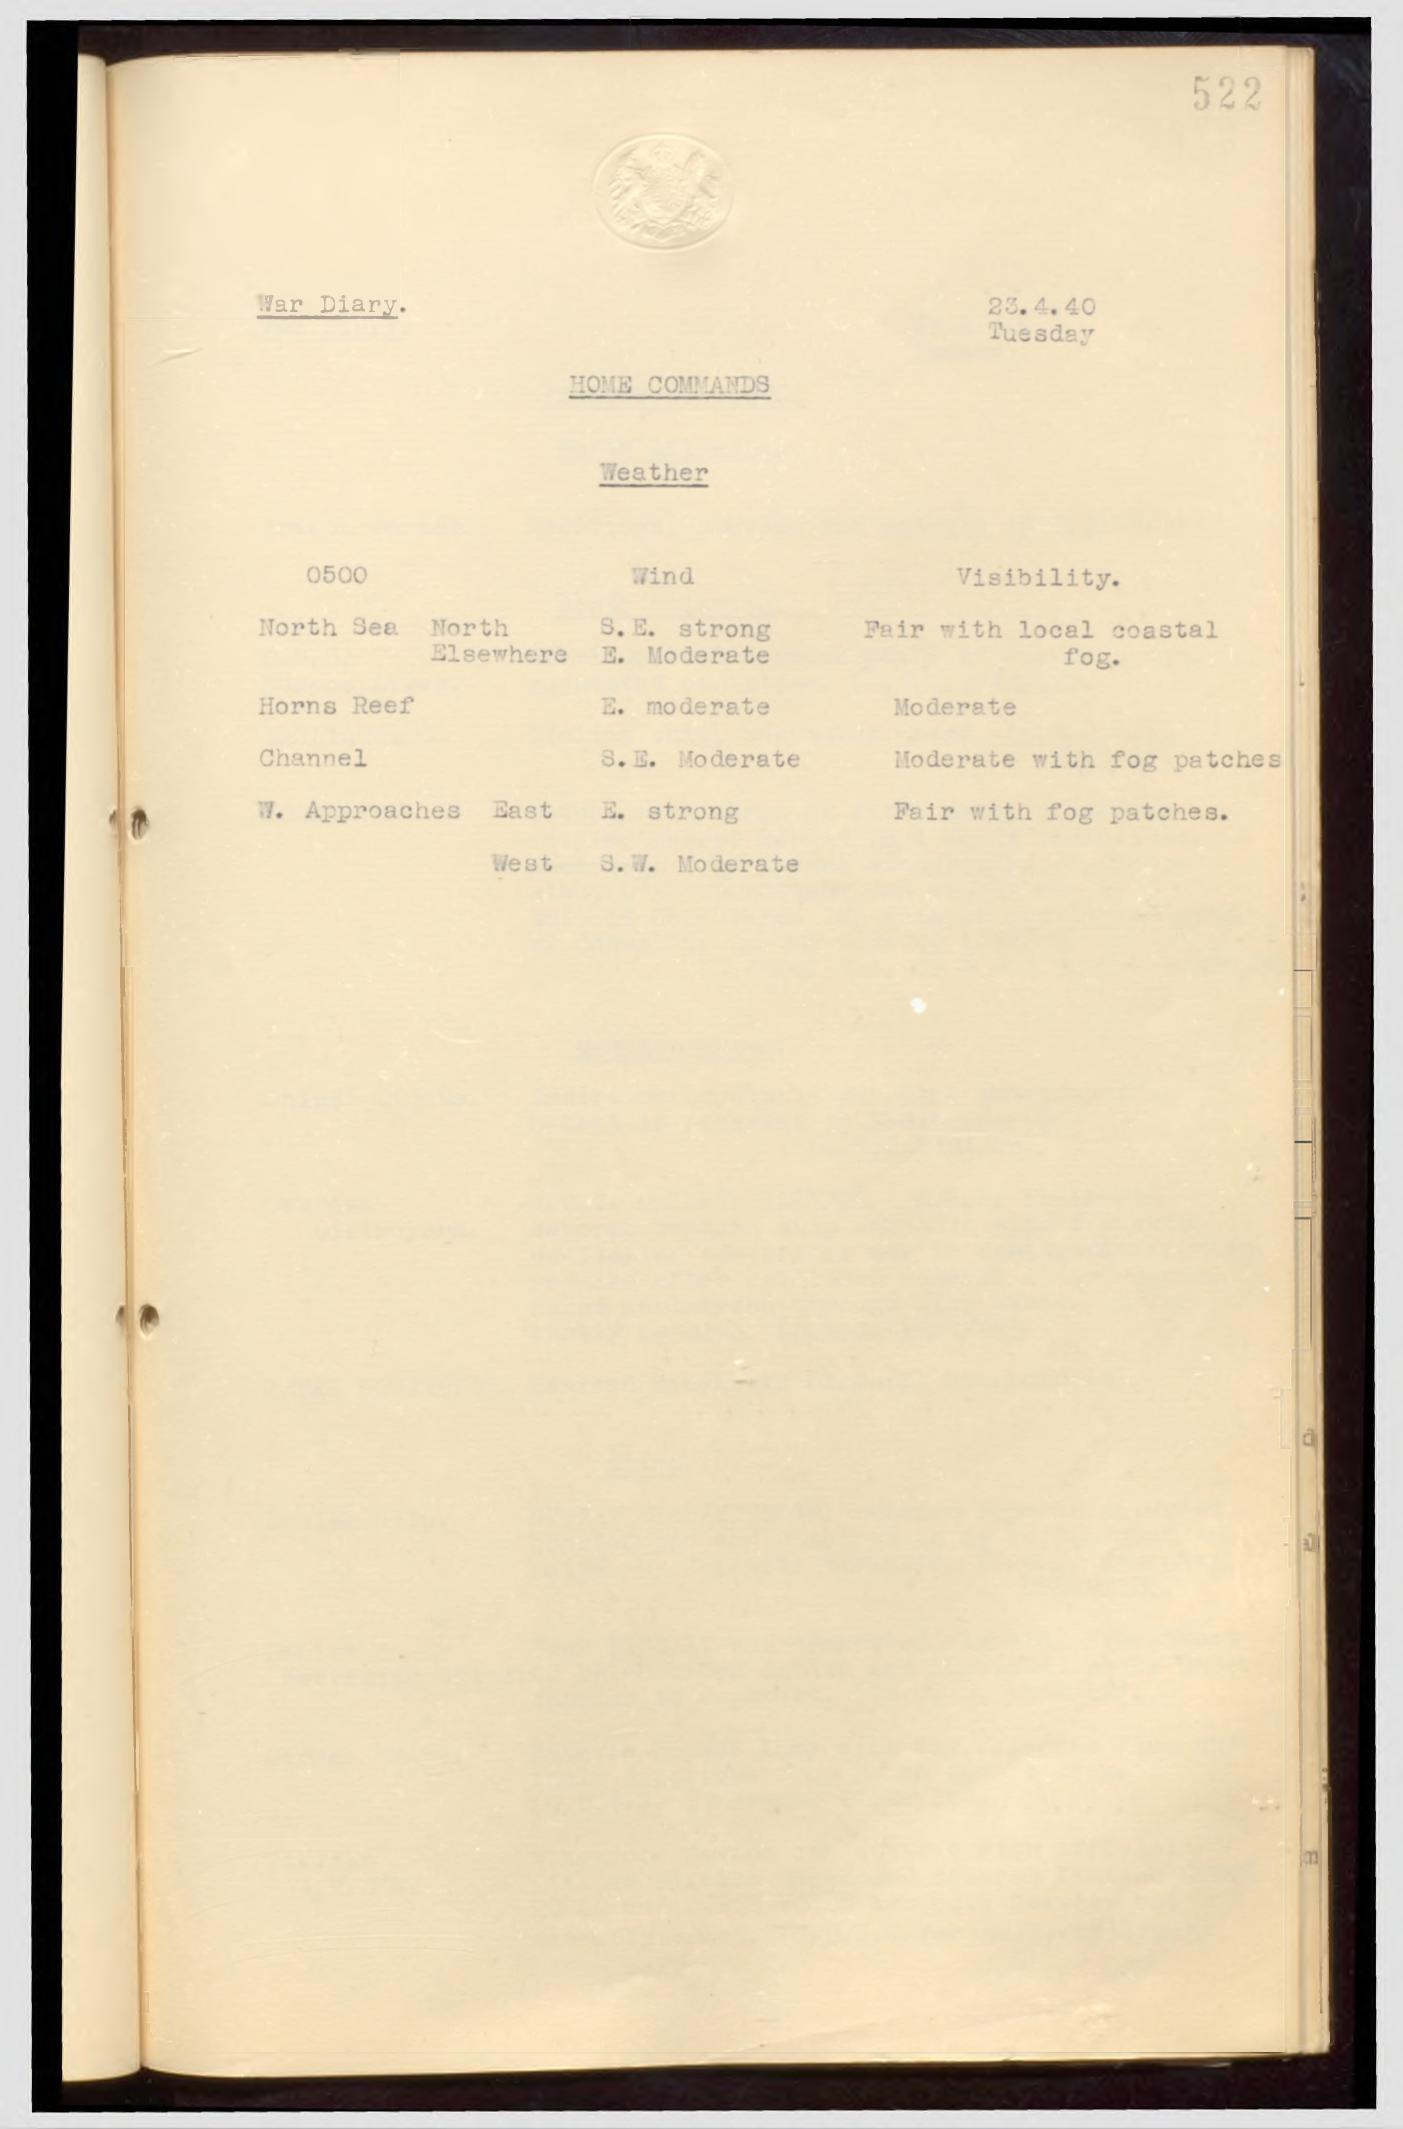 522
War Diary. 23.4.40
Tuesday
HOME COMMANDS
Weather
0500 Wind Visibility.
North Sea North S.E. strong Fair with local coastal
Elsewhere E. Moderate fog.
Horns Reef E. moderate Moderate
Channel S.E. Moderate Moderate with fog patches
W. Approaches East E. strong Fair with fog patches.
West S.W. Moderate